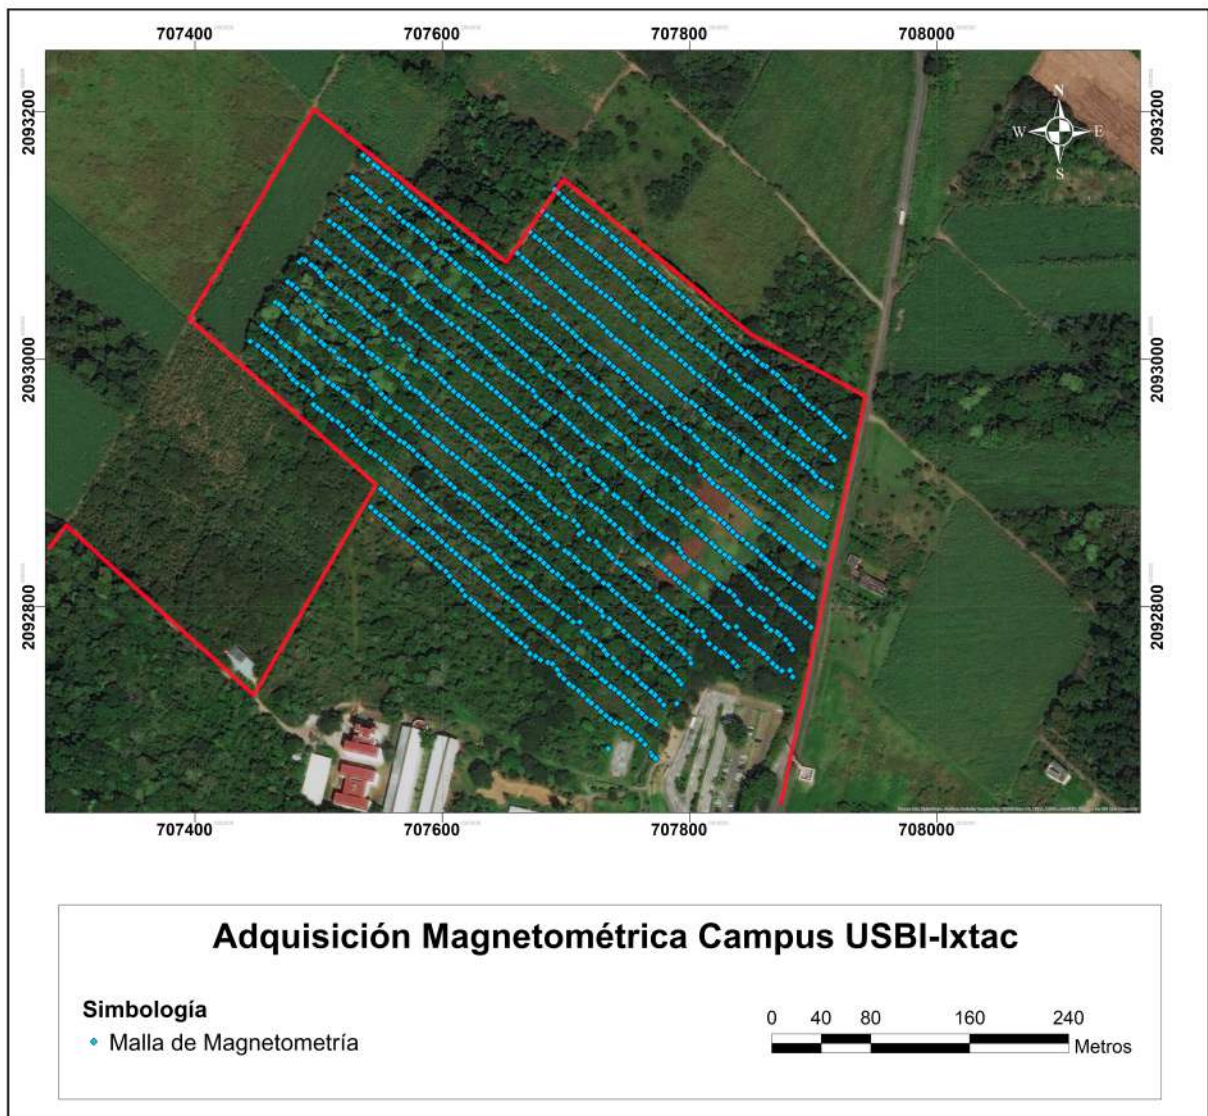 707400 707600 707800 708000
2093200 2093200
N
W E
S
2093000 2093000
2092800 2092800
707400 707600 707800 708000
Adquisición Magnetométrica Campus USBI-Ixtac
Simbología
Malla de Magnetometría
0 40 80 160 240
Metros